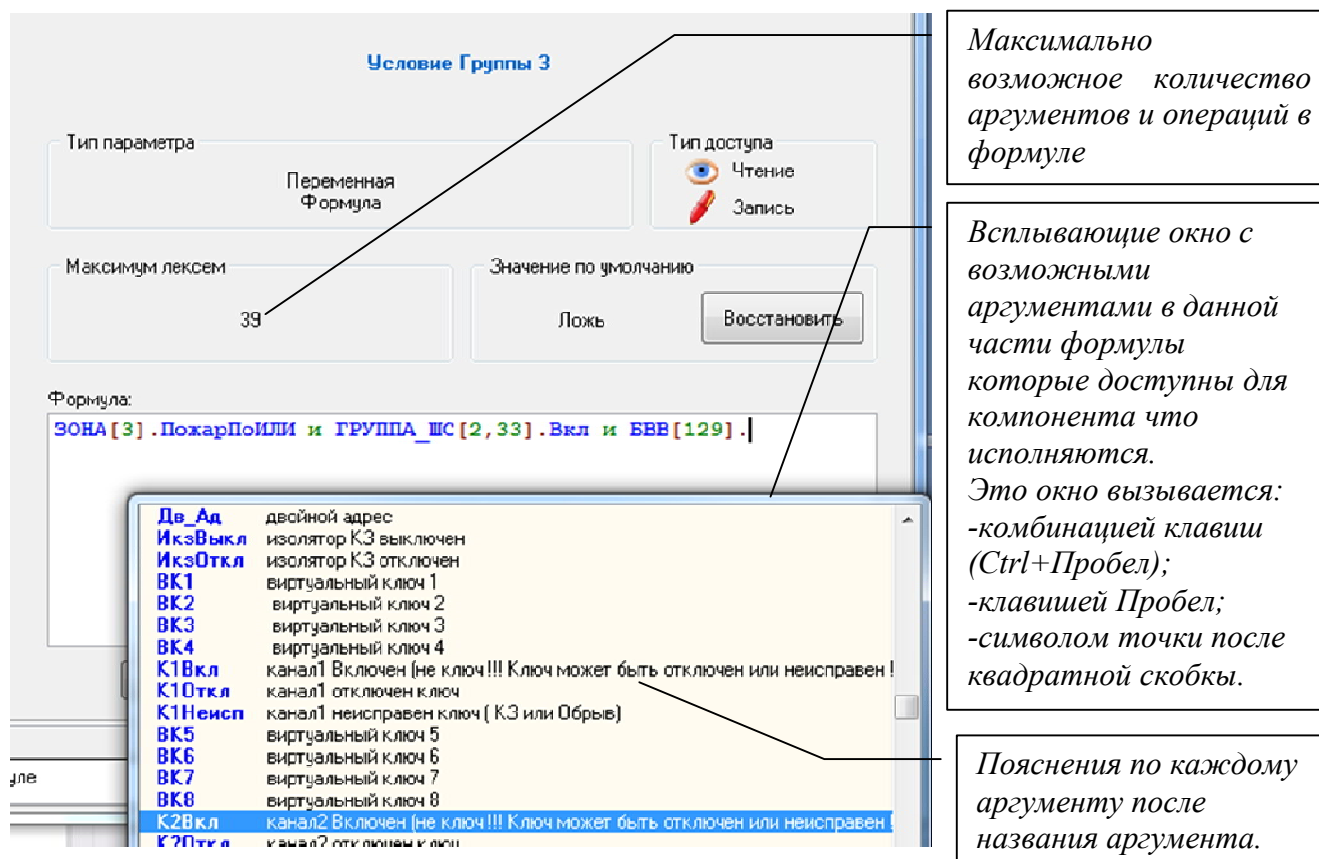 Условие Группы 3
Тип параметра
Переменная
Формула
Тип доступа
Чтение
Запись
Максимум лексем
39
Значение по умолчанию
Ложь
Восстановить
Формула:
ЗОНА[3].ПожарПоИЛИ и ГРУППА_ШС[2,33].Вкл и БВВ[129].
Дв_Ад двойной адрес
ИкзВыкл изолятор КЗ выключен
ИкзОткл изолятор КЗ отключен
ВК1 виртуальный ключ 1
ВК2 виртуальный ключ 2
ВК3 виртуальный ключ 3
ВК4 виртуальный ключ 4
К1Вкл канал1 Включен (не ключ !!! Ключ может быть отключен или неисправен !
К1Откл канал1 отключен ключ
К1Неисп канал1 неисправен ключ ( КЗ или Обрыв)
ВК5 виртуальный ключ 5
ВК6 виртуальный ключ 6
ВК7 виртуальный ключ 7
ВК8 виртуальный ключ 8
К2Вкл канал2 Включен (не ключ !!! Ключ может быть отключен или неисправен !
К2Откл канал2 отключен ключ
уле
Максимально
возможное количество
аргументов и операций в
формуле
Всплывающие окно с
возможными
аргументами в данной
части формулы
которые доступны для
компонента что
исполняются.
Это окно вызывается:
-комбинацией клавиш
(Ctrl+Пробел);
-клавишей Пробел;
-символом точки после
квадратной скобки.
Пояснения по каждому
аргументу после
названия аргумента.